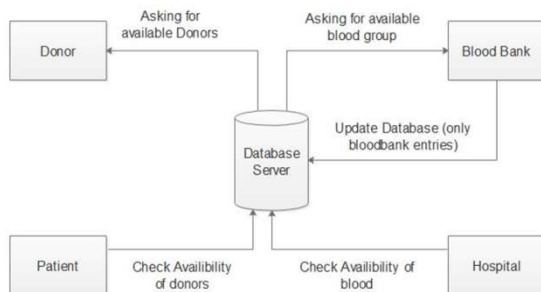 Asking for
available Donors
Asking for available
blood group
Donor
Blood Bank
Update Database (only
bloodbank entries)
Database
Server
Patient
Check Availibility
of donors
Check Availibility of
blood
Hospital